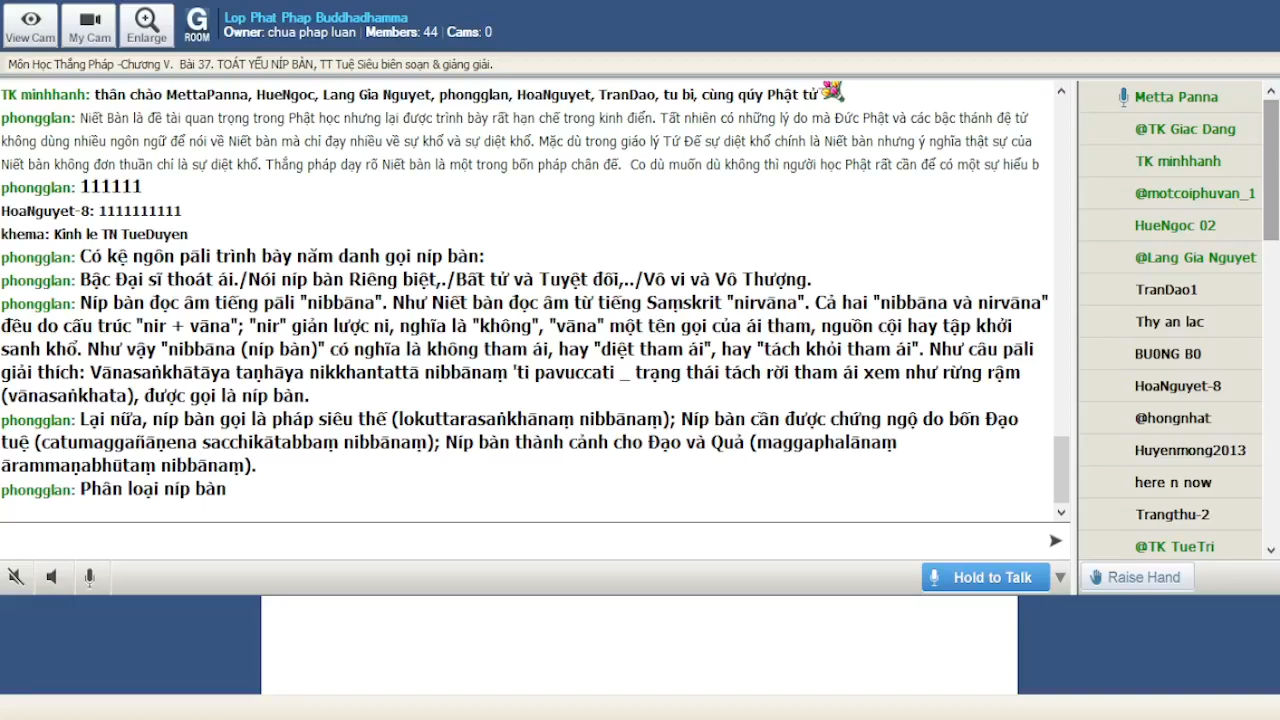 View Cam
My Cam
Enlarge
G ROOM
Lop Phat Phap Buddhadhamma
Owner: chua phap luan | Members: 44 | Cams: 0
Môn Học Thắng Pháp -Chương V.  Bài 37. TOÁT YẾU NÍP BÀN, TT Tuệ Siêu biên soạn & giảng giải.
TK minhhanh: thân chào MettaPanna, HueNgoc, Lang Gia Nguyet, phongglan, HoaNguyet, TranDao, tu bi, cùng qúy Phật tử
phongglan: Niết Bàn là đề tài quan trọng trong Phật học nhưng lại được trình bày rất hạn chế trong kinh điển. Tất nhiên có những lý do mà Đức Phật và các bậc thánh đệ tử
không dùng nhiều ngôn ngữ để nói về Niết bàn mà chỉ dạy nhiều về sự khổ và sự diệt khổ. Mặc dù trong giáo lý Tứ Đế sự diệt khổ chính là Niết bàn nhưng ý nghĩa thật sự của
Niết bàn không đơn thuần chỉ là sự diệt khổ. Thắng pháp dạy rõ Niết bàn là một trong bốn pháp chân đế.  Co dù muốn dù không thì người học Phật rất cần để có một sự hiểu b
phongglan: 111111
HoaNguyet-8: 1111111111
khema: Kinh le TN TueDuyen
phongglan: Có kệ ngôn pāli trình bày năm danh gọi níp bàn:
phongglan: Bậc Đại sĩ thoát ái./Nói níp bàn Riêng biệt,./Bất tử và Tuyệt đối,../Vô vi và Vô Thượng.
phongglan: Níp bàn đọc âm tiếng pāli "nibbāna". Như Niết bàn đọc âm từ tiếng Saṃskrit "nirvāna". Cả hai "nibbāna và nirvāna"
đều do cấu trúc "nir + vāna"; "nir" giản lược ni, nghĩa là "không", "vāna" một tên gọi của ái tham, nguồn cội hay tập khởi
sanh khổ. Như vậy "nibbāna (níp bàn)" có nghĩa là không tham ái, hay "diệt tham ái", hay "tách khỏi tham ái". Như câu pāli
giải thích: Vānasaṅkhātāya taṇhāya nikkhantattā nibbānaṃ 'ti pavuccati _ trạng thái tách rời tham ái xem như rừng rậm
(vānasaṅkhata), được gọi là níp bàn.
phongglan: Lại nữa, níp bàn gọi là pháp siêu thế (lokuttarasaṅkhānaṃ nibbānaṃ); Níp bàn cần được chứng ngộ do bốn Đạo
tuệ (catumaggañāṇena sacchikātabbaṃ nibbānaṃ); Níp bàn thành cảnh cho Đạo và Quả (maggaphalānaṃ
ārammaṇabhūtaṃ nibbānaṃ).
phongglan: Phân loại níp bàn
Metta Panna
@TK Giac Dang
TK minhhanh
@motcoiphuvan_1
HueNgoc 02
@Lang Gia Nguyet
TranDao1
Thy an lac
BU0NG B0
HoaNguyet-8
@hongnhat
Huyenmong2013
here n now
Trangthu-2
@TK TueTri
Hold to Talk
Raise Hand